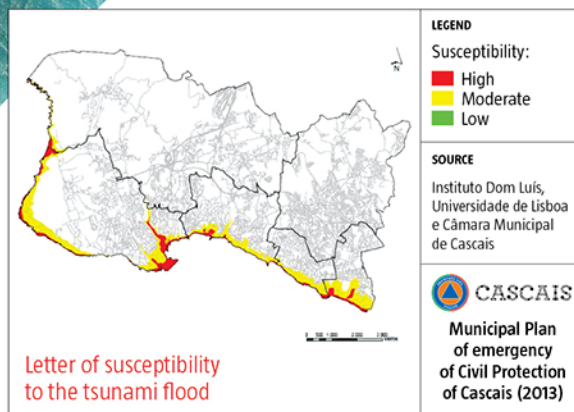 LEGEND
Susceptibility:
High
Moderate
Low
SOURCE
Instituto Dom Luís,
Universidade de Lisboa
e Câmara Municipal
de Cascais
CASCAIS
Municipal Plan
of emergency
of Civil Protection
of Cascais (2013)
N
Letter of susceptibility
to the tsunami flood